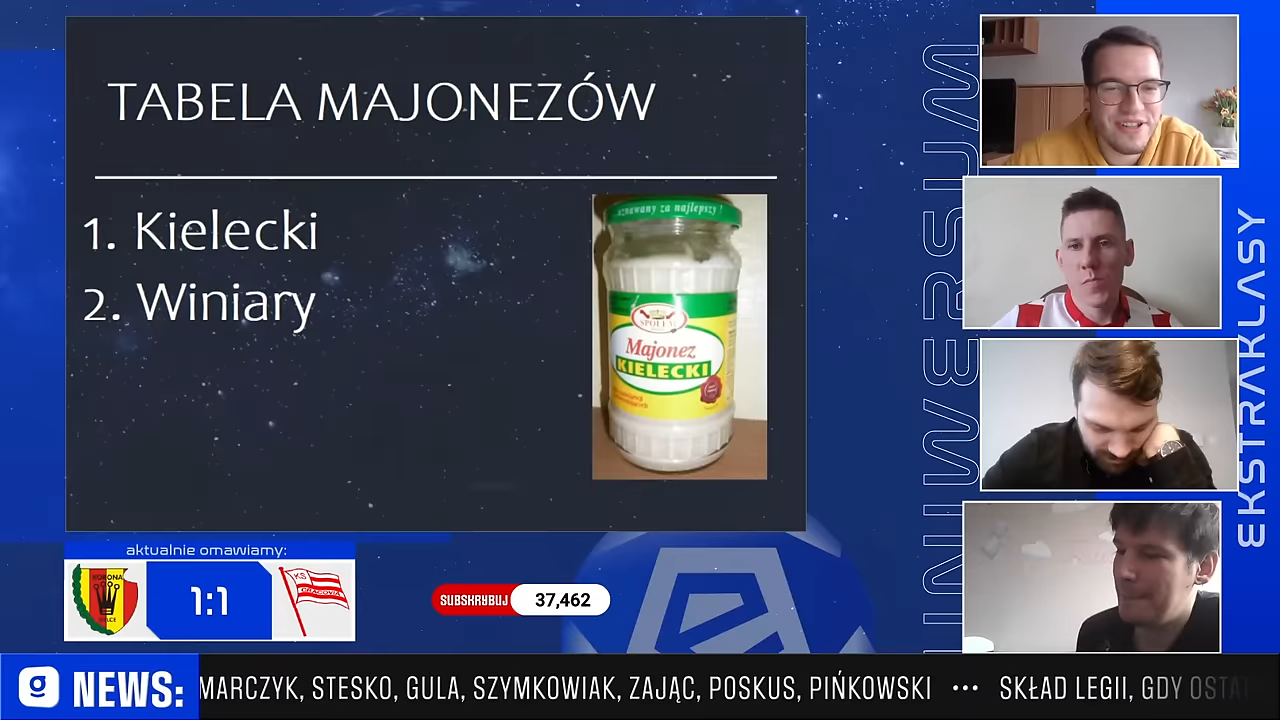 TABELA MAJONEZÓW
1. Kielecki
2. Winiary
uznawany za najlepszy!
SPOŁEM
Majonez
KIELECKI
UNIWERSUM
EKSTRAKLASY
aktualnie omawiamy:
KORONA
KIELCE
1:1
KS
CRACOVIA
SUBSKRYBUJ
37,462
g
NEWS:
MARCZYK, STESKO, GULA, SZYMKOWIAK, ZAJĄC, POSKUS, PIŃKOWSKI ••• SKŁAD LEGII, GDY OSTA